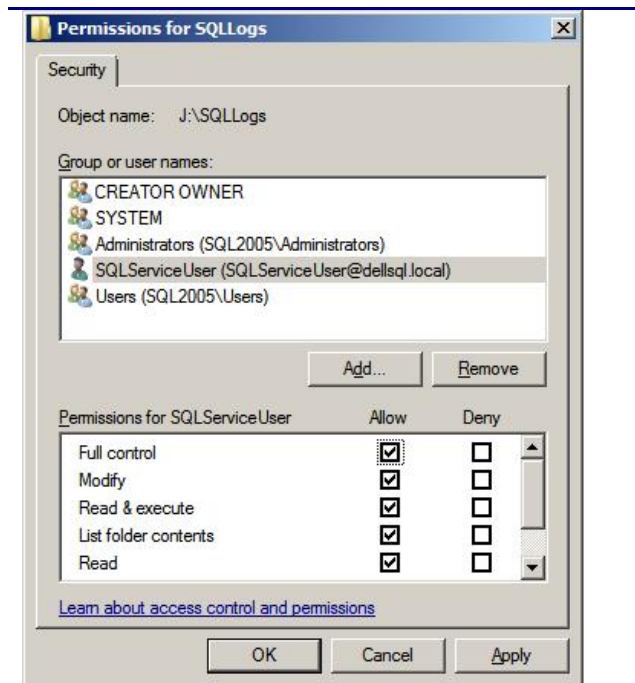 Permissions for SQLLogs
Security
Object name: J:\SQLLogs
Group or user names:
CREATOR OWNER
SYSTEM
Administrators (SQL2005\Administrators)
SQLServiceUser (SQLServiceUser@dellsql.local)
Users (SQL2005\Users)
Add... Remove
Permissions for SQLServiceUser Allow Deny
Full control
Modify
Read & execute
List folder contents
Read
Learn about access control and permissions
OK Cancel Apply